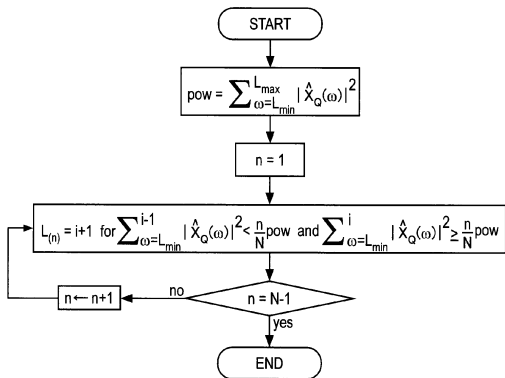 START
pow = ∑_{ω=L_min}^{L_max} | X̂_Q(ω) |²
n = 1
L_(n) = i+1 for ∑_{ω=L_min}^{i-1} | X̂_Q(ω) |² < n/N pow and ∑_{ω=L_min}^{i} | X̂_Q(ω) |² ≥ n/N pow
n ← n+1
no
n = N-1
yes
END